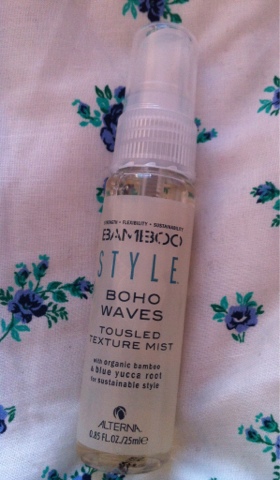 STRENGTH • FLEXIBILITY • SUSTAINABILITY
BAMBOO
STYLE.
BOHO
WAVES
TOUSLED
TEXTURE MIST
with organic bamboo
& blue yucca root
for sustainable style
ALTERNA
0.85 FL.OZ./25ml e